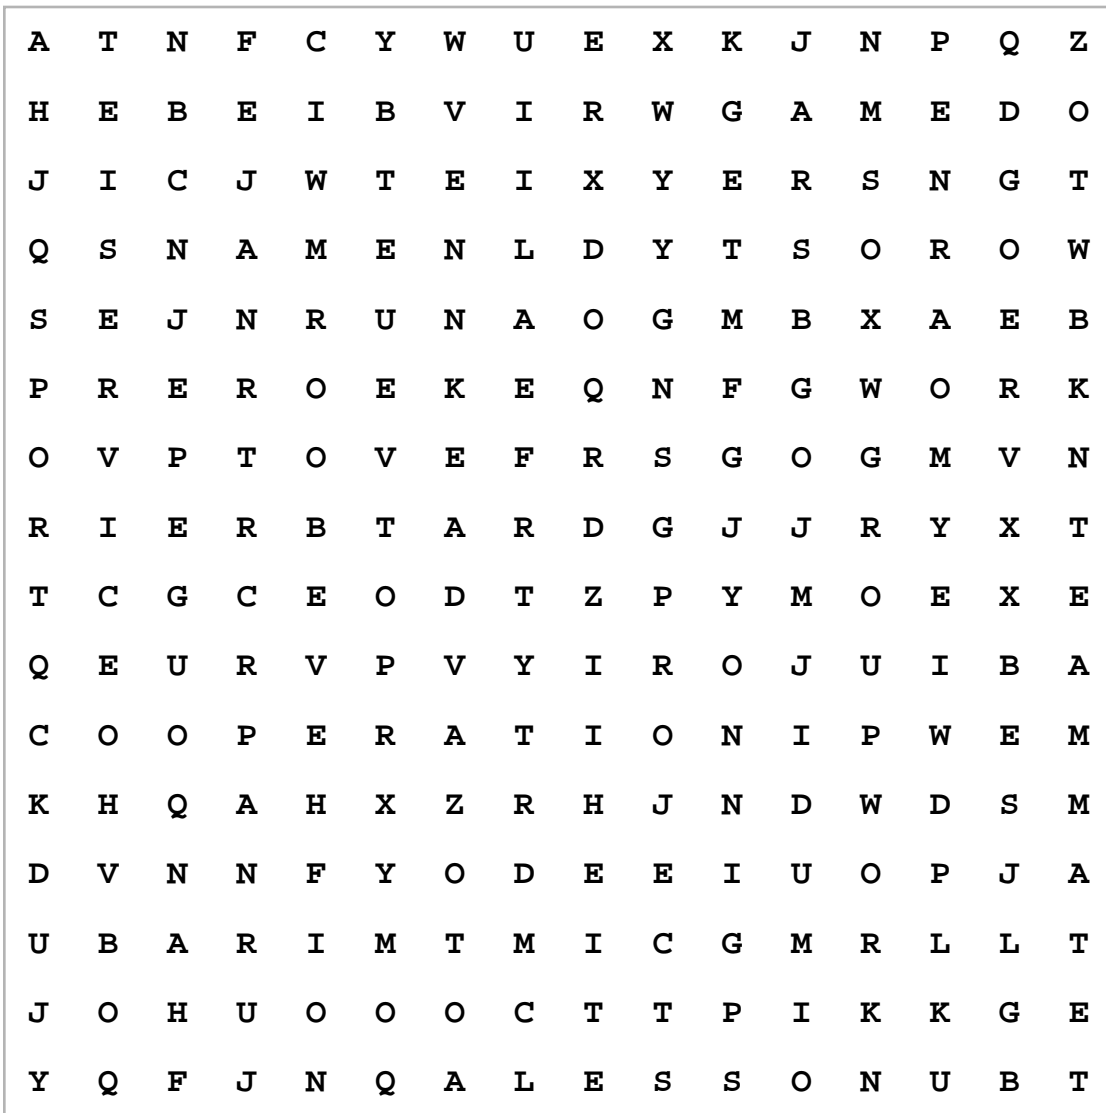 A T N F C Y W U E X K J N P Q Z
H E B E I B V I R W G A M E D O
J I C J W T E I X Y E R S N G T
Q S N A M E N L D Y T S O R O W
S E J N R U N A O G M B X A E B
P R E R O E K E Q N F G W O R K
O V P T O V E F R S G O G M V N
R I E R B T A R D G J J R Y X T
T C G C E O D T Z P Y M O E X E
Q E U R V P V Y I R O J U I B A
C O O P E R A T I O N I P W E M
K H Q A H X Z R H J N D W D S M
D V N N F Y O D E E I U O P J A
U B A R I M T M I C G M R L L T
J O H U O O O C T T P I K K G E
Y Q F J N Q A L E S S O N U B T